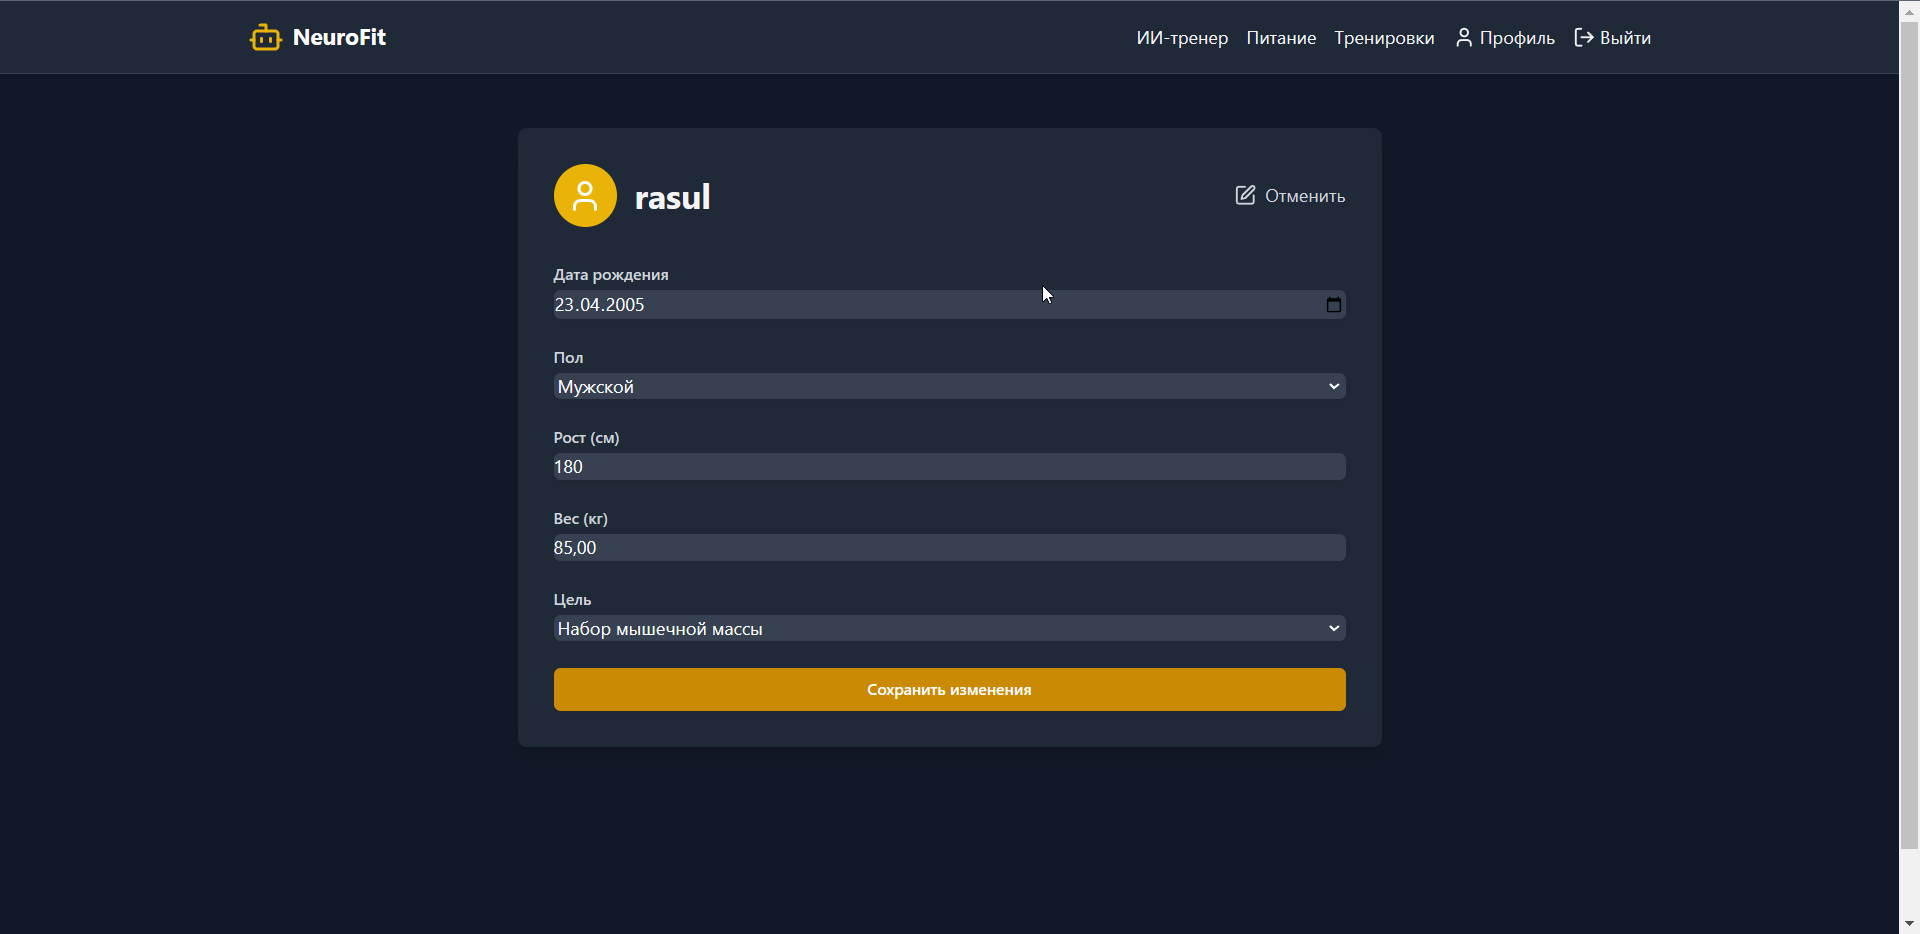 NeuroFit
ИИ-тренер Питание Тренировки Профиль Выйти
rasul
Отменить
Дата рождения
23.04.2005
Пол
Мужской
Рост (см)
180
Вес (кг)
85,00
Цель
Набор мышечной массы
Сохранить изменения